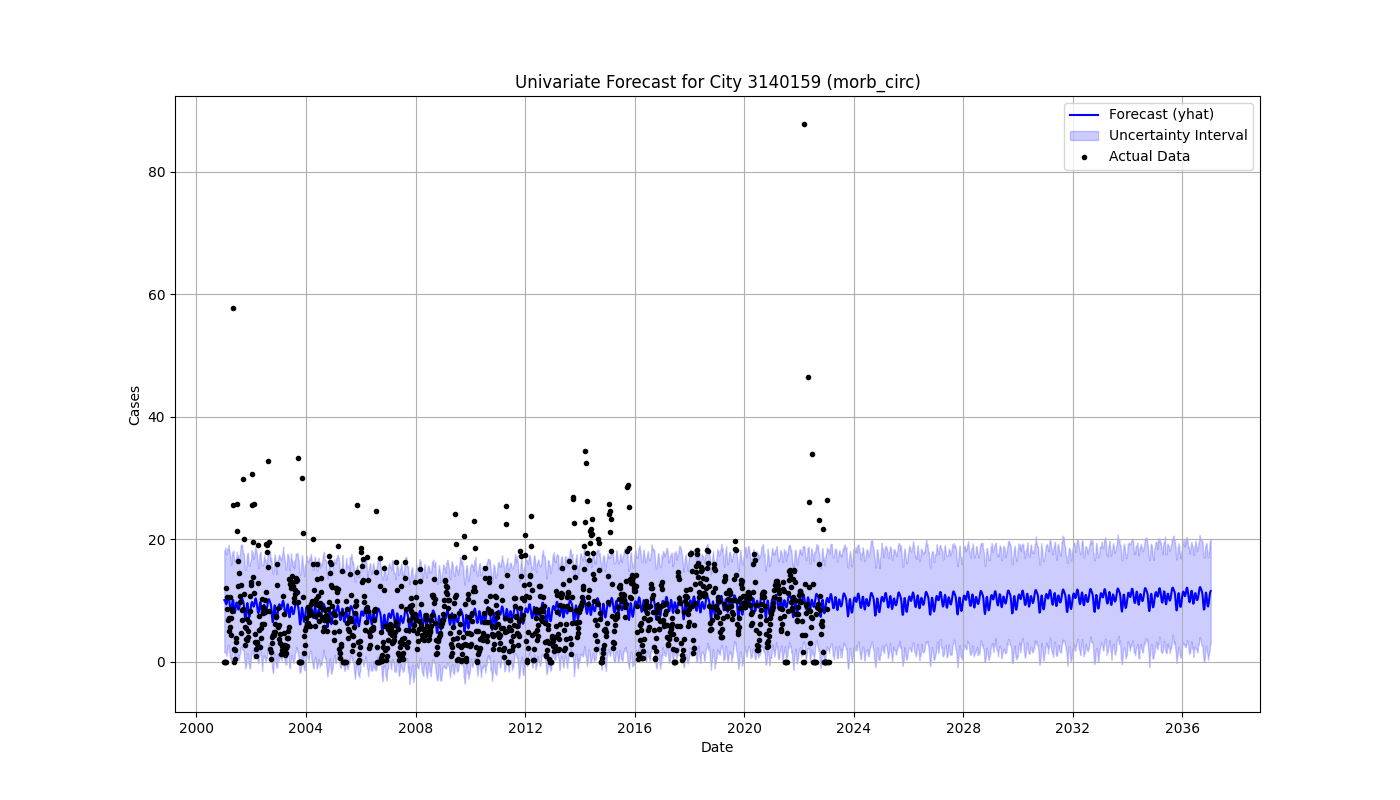 Univariate Forecast for City 3140159 (morb_circ)
Forecast (yhat)
Uncertainty Interval
Actual Data
Cases
80
60
40
20
0
2000 2004 2008 2012 2016 2020 2024 2028 2032 2036
Date